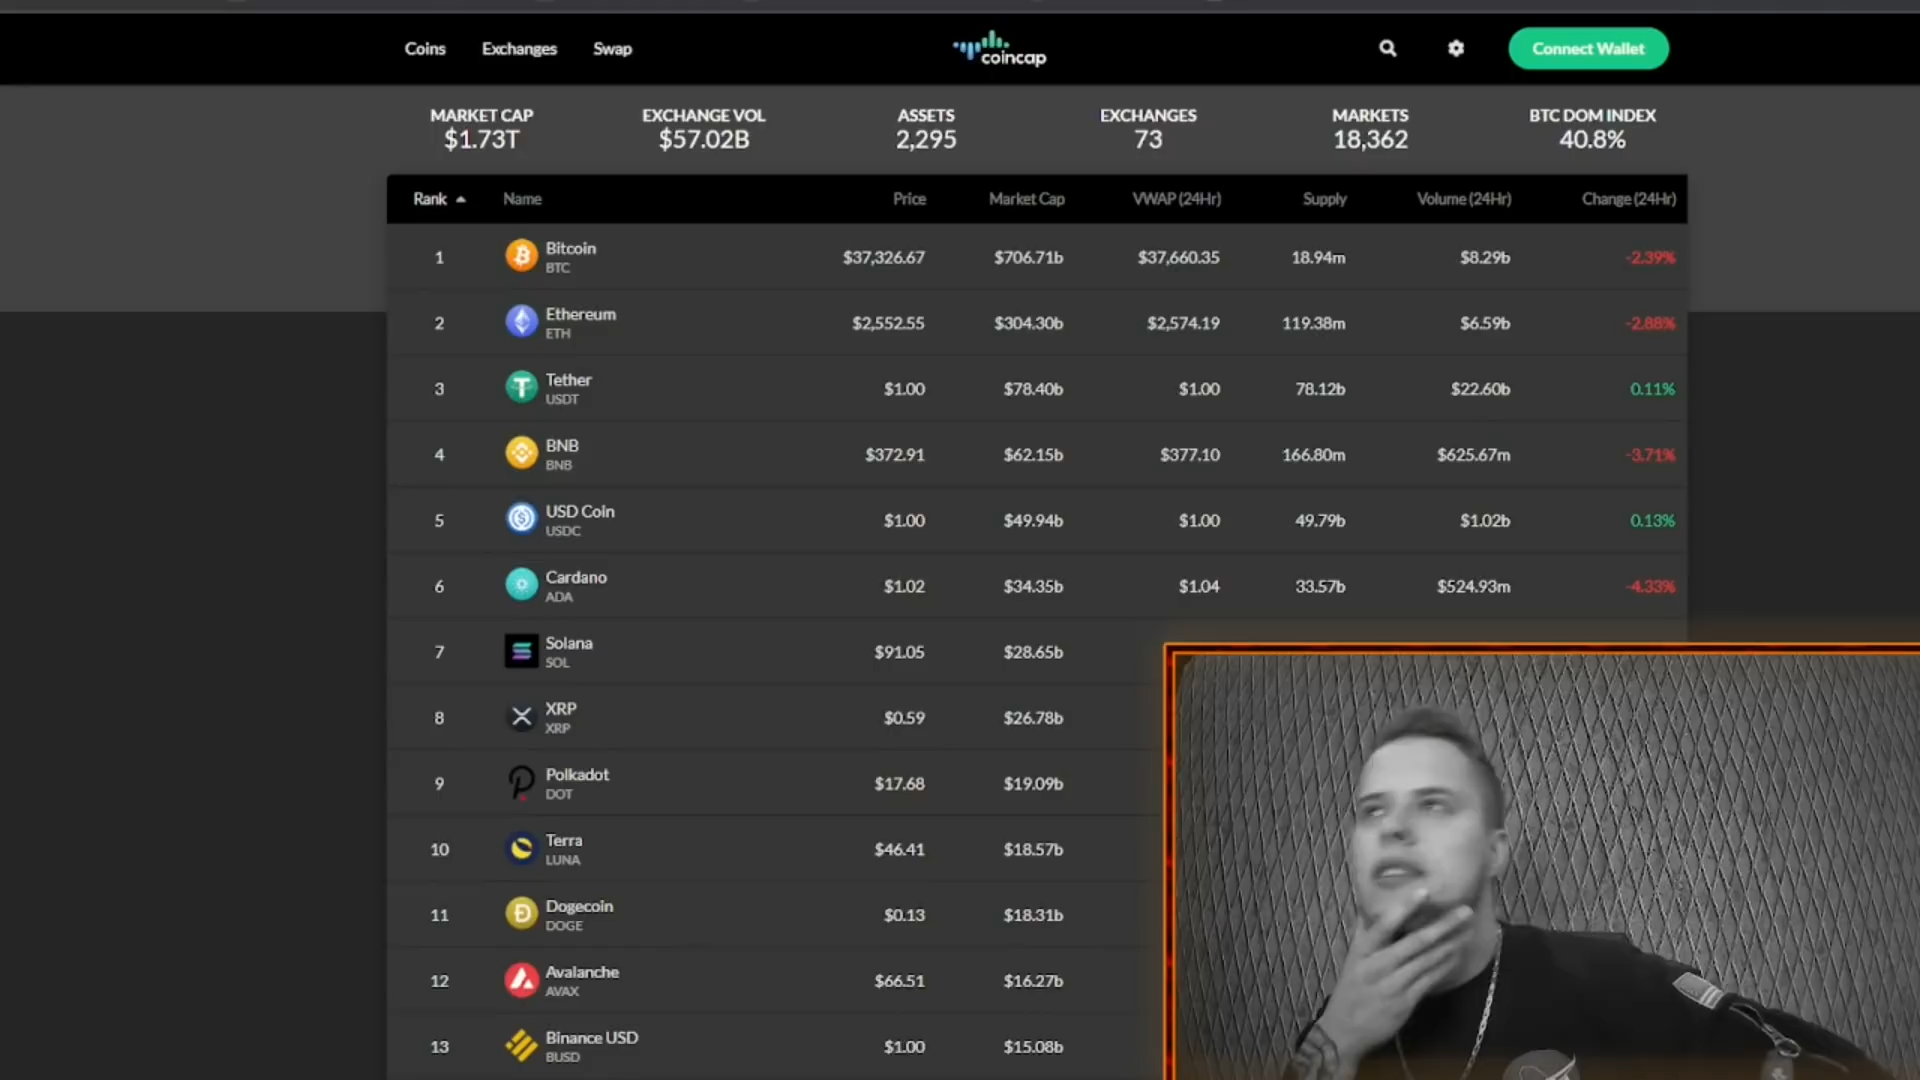 Coins Exchanges Swap coincap Connect Wallet
MARKET CAP EXCHANGE VOL ASSETS EXCHANGES MARKETS BTC DOM INDEX
$1.73T $57.02B 2,295 73 18,362 40.8%
Rank Name Price Market Cap VWAP (24Hr) Supply Volume (24Hr) Change (24Hr)
1 Bitcoin $37,326.67 $706.71b $37,660.35 18.94m $8.29b -2.39%
BTC
2 Ethereum $2,552.55 $304.30b $2,574.19 119.38m $6.59b -2.88%
ETH
3 Tether $1.00 $78.40b $1.00 78.12b $22.60b 0.11%
USDT
4 BNB $372.91 $62.15b $377.10 166.80m $625.67m -3.71%
BNB
5 USD Coin $1.00 $49.94b $1.00 49.79b $1.02b 0.13%
USDC
6 Cardano $1.02 $34.35b $1.04 33.57b $524.93m -4.33%
ADA
7 Solana $91.05 $28.65b
SOL
8 XRP $0.59 $26.78b
XRP
9 Polkadot $17.68 $19.09b
DOT
10 Terra $46.41 $18.57b
LUNA
11 Dogecoin $0.13 $18.31b
DOGE
12 Avalanche $66.51 $16.27b
AVAX
13 Binance USD $1.00 $15.08b
BUSD